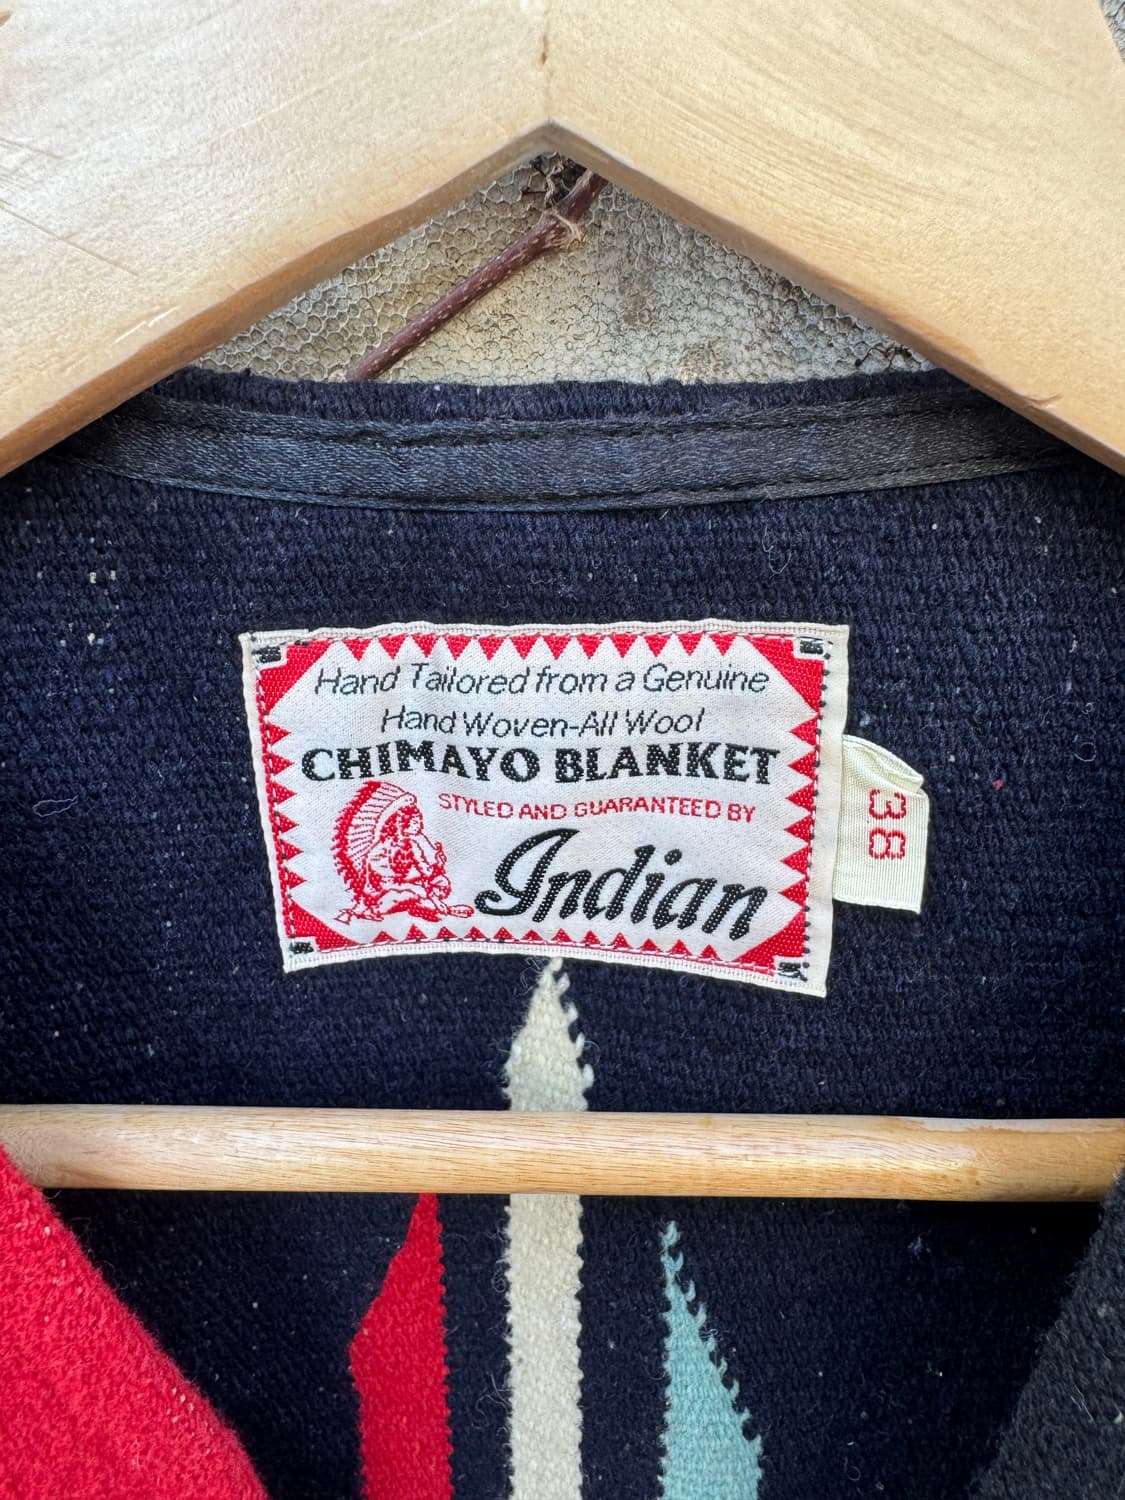 Hand Tailored from a Genuine
Hand Woven-All Wool
CHIMAYO BLANKET
STYLED AND GUARANTEED BY
Indian
38